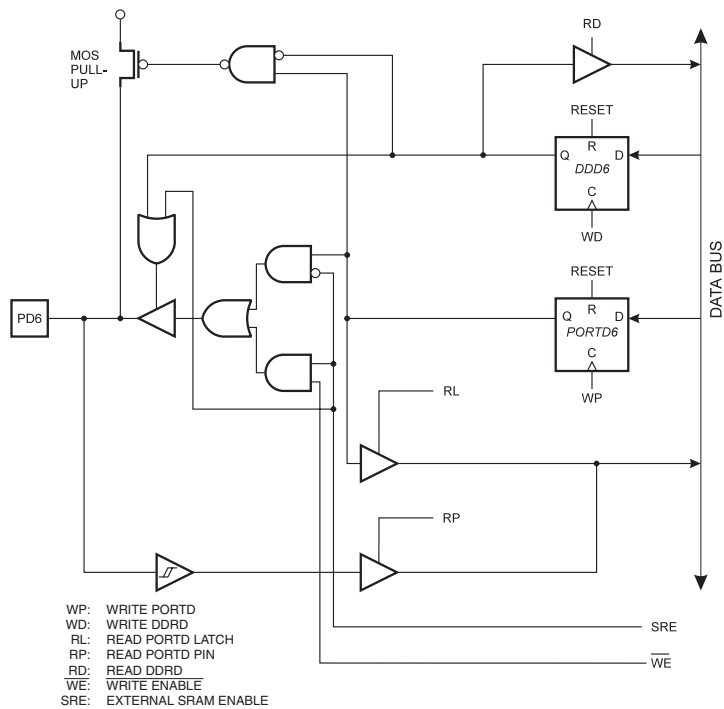 RD
MOS
PULL-
UP
RESET
R
Q
D
DDD6
C
WD
RESET
PD6
R
Q
D
PORTD6
C
WP
DATA BUS
RL
RP
SRE
WE
WP: WRITE PORTD
WD: WRITE DDRD
RL: READ PORTD LATCH
RP: READ PORTD PIN
RD: READ DDRD
WE: WRITE ENABLE
SRE: EXTERNAL SRAM ENABLE